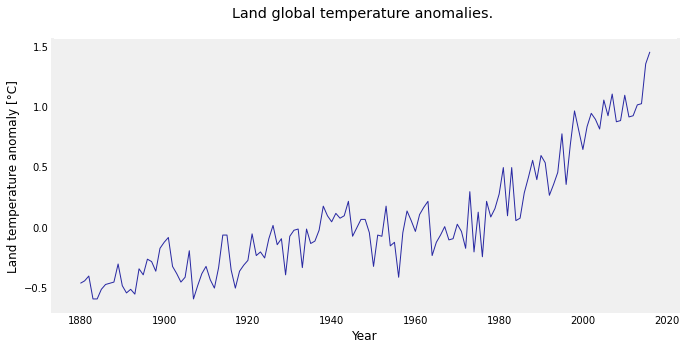 Land global temperature anomalies.
Land temperature anomaly [°C]
1.5
1.0
0.5
0.0
−0.5
1880 1900 1920 1940 1960 1980 2000 2020
Year